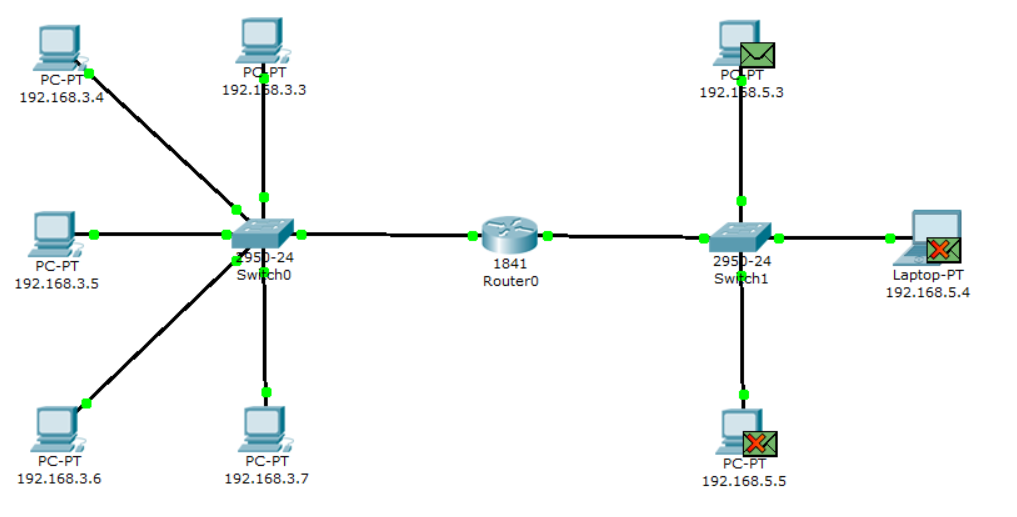 PC-PT
192.168.3.4
PC-PT
192.168.3.3
PC-PT
192.168.5.3
PC-PT
192.168.3.5
2950-24
Switch0
1841
Router0
2950-24
Switch1
Laptop-PT
192.168.5.4
PC-PT
192.168.3.6
PC-PT
192.168.3.7
PC-PT
192.168.5.5